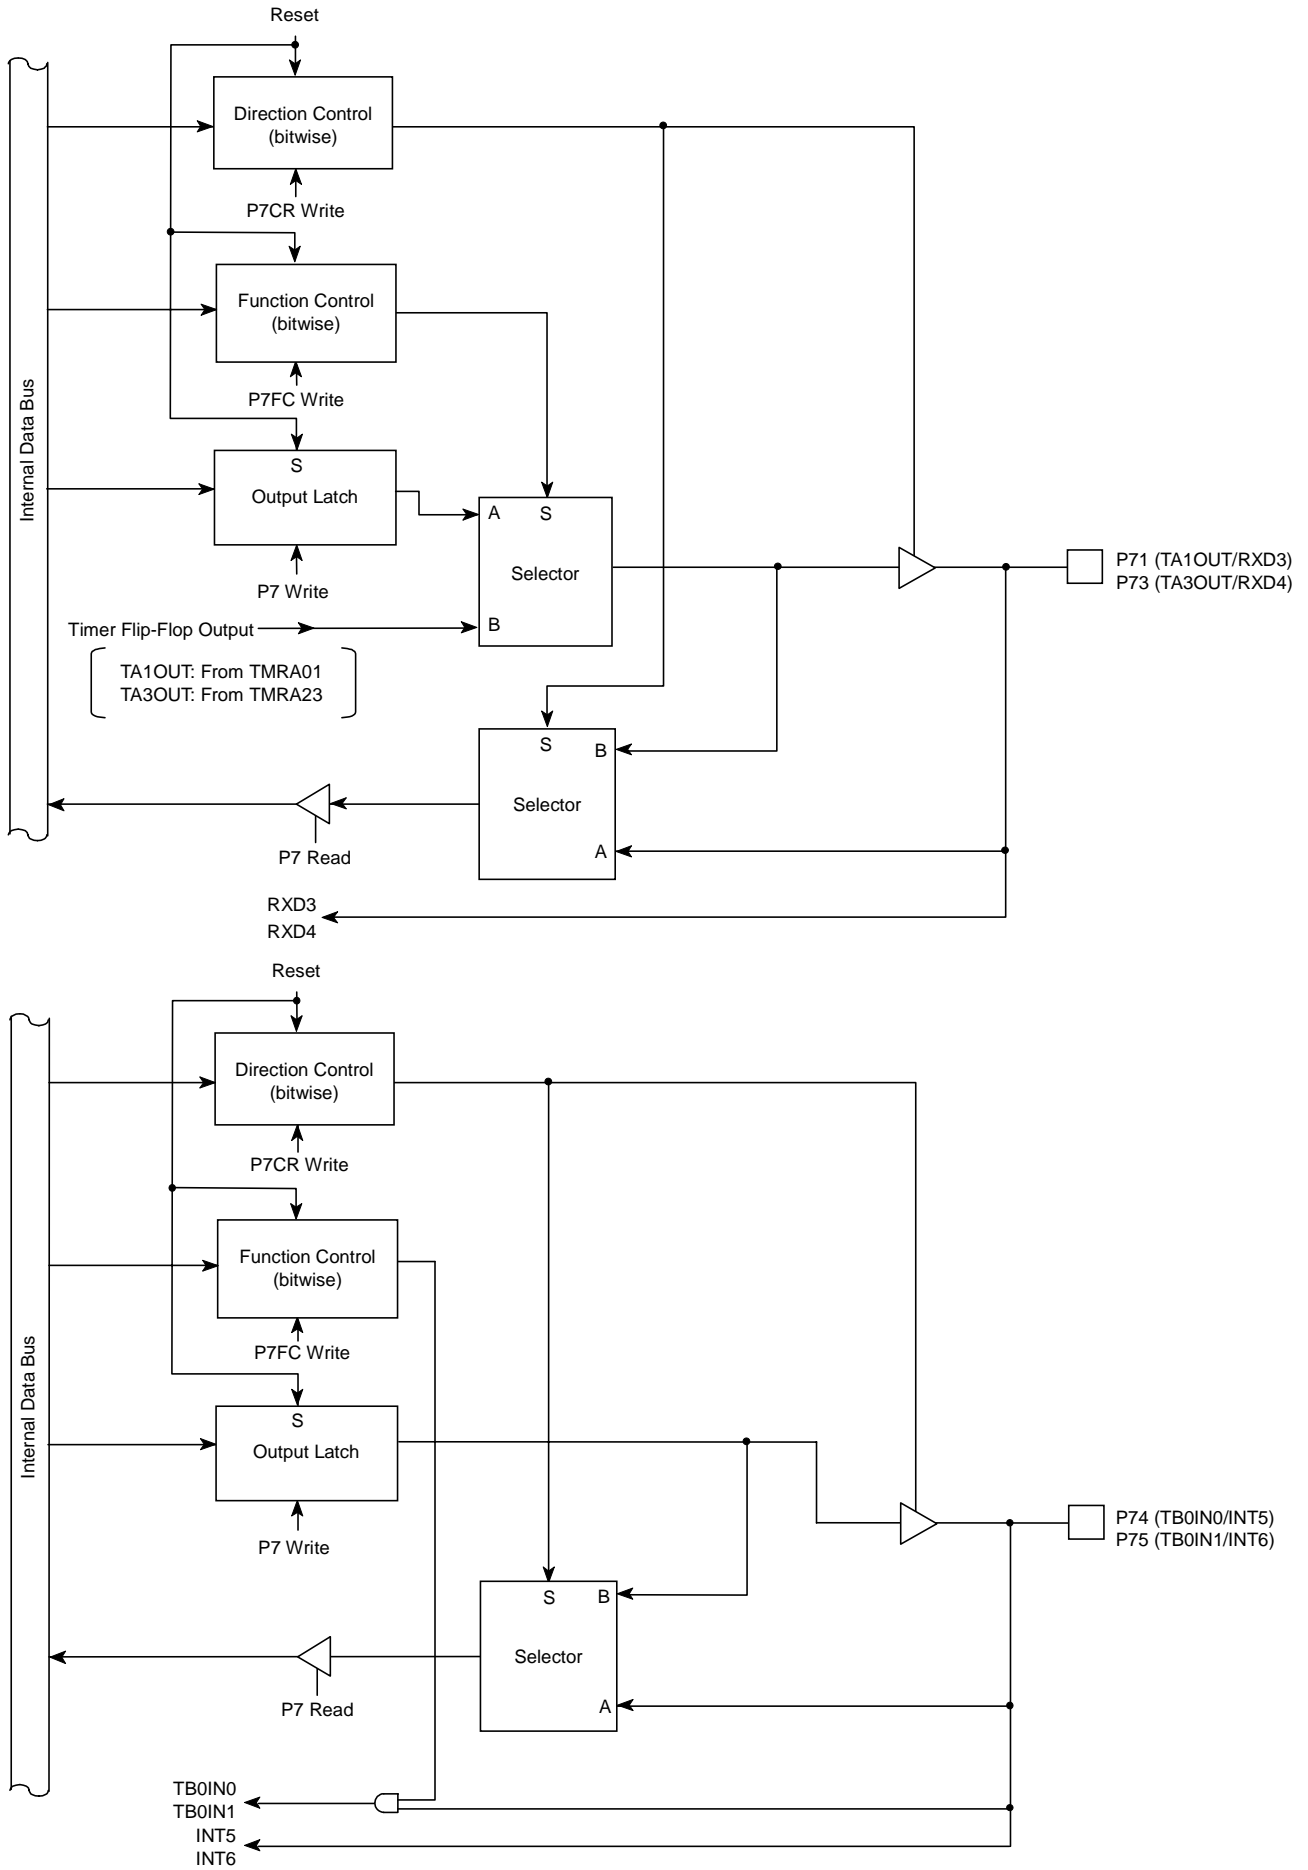 Reset
Direction Control
(bitwise)
P7CR Write
Function Control
(bitwise)
P7FC Write
Internal Data Bus
S
Output Latch
P7 Write
A
S
Selector
B
P71 (TA1OUT/RXD3)
P73 (TA3OUT/RXD4)
Timer Flip-Flop Output
TA1OUT: From TMRA01
TA3OUT: From TMRA23
S
B
Selector
A
P7 Read
RXD3
RXD4
Reset
Direction Control
(bitwise)
P7CR Write
Function Control
(bitwise)
P7FC Write
Internal Data Bus
S
Output Latch
P7 Write
P74 (TB0IN0/INT5)
P75 (TB0IN1/INT6)
S
B
Selector
A
P7 Read
TB0IN0
TB0IN1
INT5
INT6